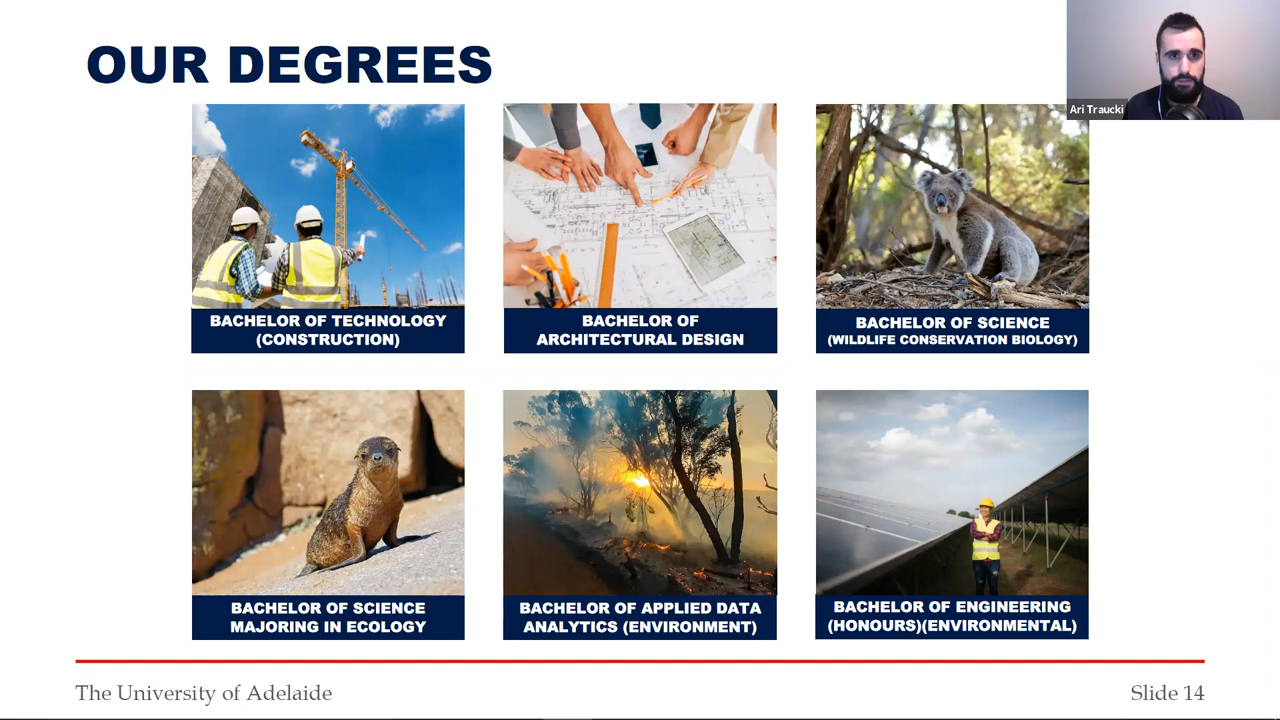 OUR DEGREES
Ari Traucki
BACHELOR OF TECHNOLOGY
(CONSTRUCTION)
BACHELOR OF
ARCHITECTURAL DESIGN
BACHELOR OF SCIENCE
(WILDLIFE CONSERVATION BIOLOGY)
BACHELOR OF SCIENCE
MAJORING IN ECOLOGY
BACHELOR OF APPLIED DATA
ANALYTICS (ENVIRONMENT)
BACHELOR OF ENGINEERING
(HONOURS)(ENVIRONMENTAL)
The University of Adelaide
Slide 14